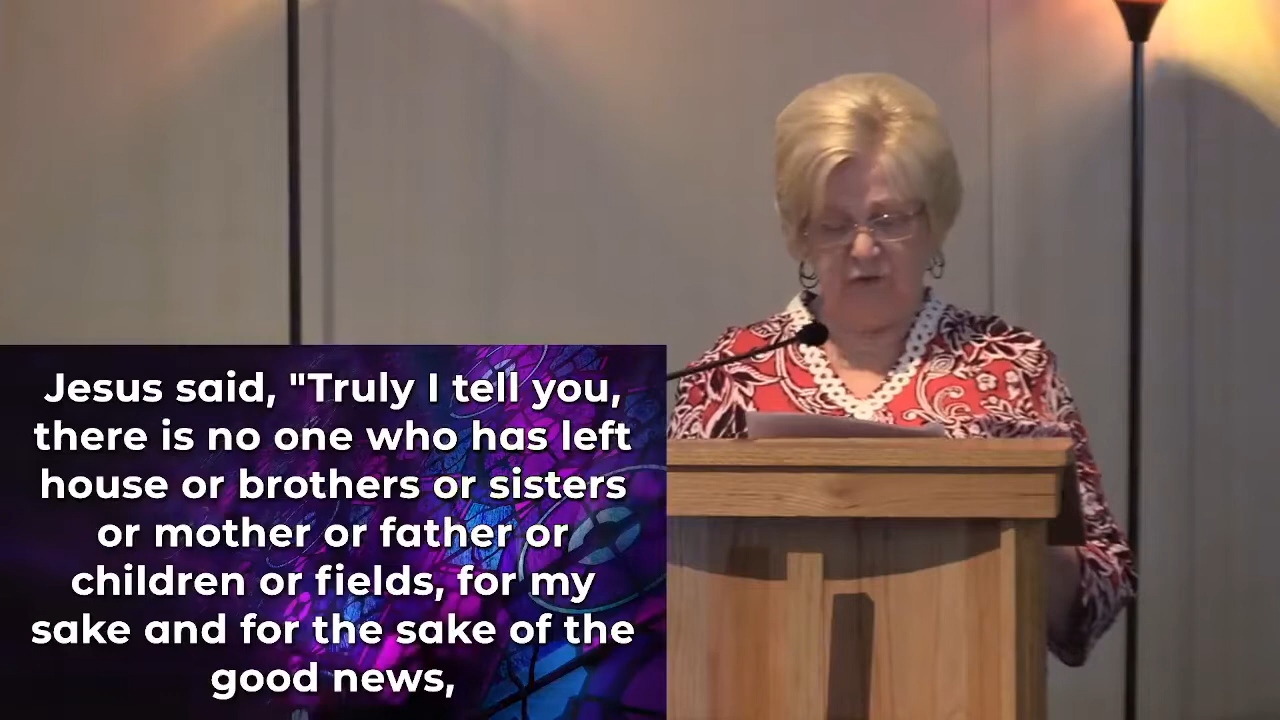 Jesus said, "Truly I tell you,
there is no one who has left
house or brothers or sisters
or mother or father or
children or fields, for my
sake and for the sake of the
good news,